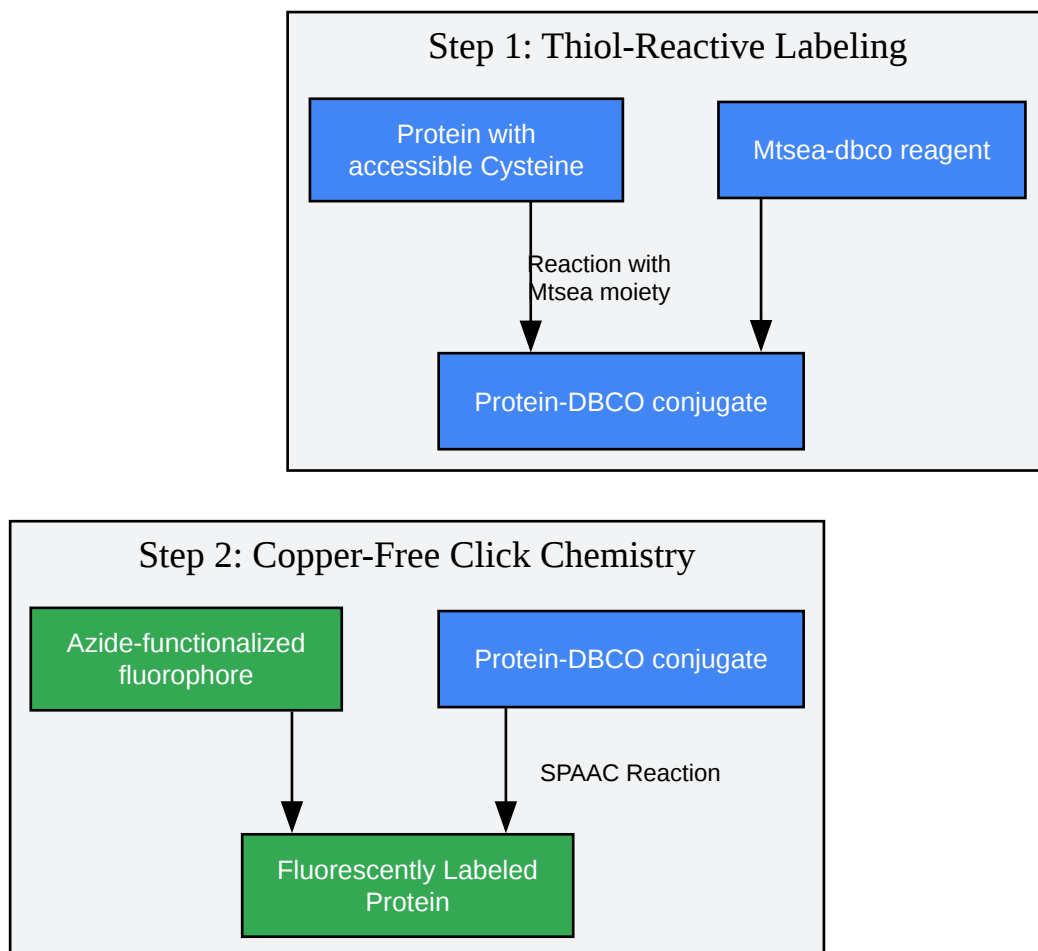 Step 1: Thiol-Reactive Labeling
Protein with
accessible Cysteine
Mtsea-dbco reagent
Reaction with
Mtsea moiety
Protein-DBCO conjugate
Step 2: Copper-Free Click Chemistry
Azide-functionalized
fluorophore
Protein-DBCO conjugate
SPAAC Reaction
Fluorescently Labeled
Protein